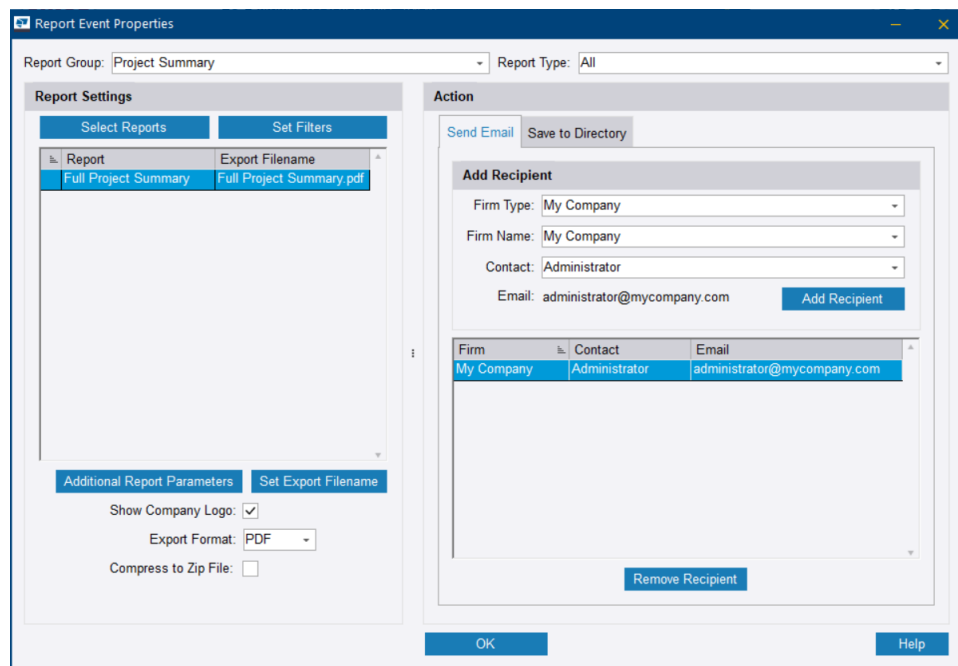 Report Event Properties
Report Group: Project Summary Report Type: All
Report Settings
Select Reports Set Filters
Report Export Filename
Full Project Summary Full Project Summary.pdf
Additional Report Parameters Set Export Filename
Show Company Logo:
Export Format: PDF
Compress to Zip File:
Action
Send Email Save to Directory
Add Recipient
Firm Type: My Company
Firm Name: My Company
Contact: Administrator
Email: administrator@mycompany.com Add Recipient
Firm Contact Email
My Company Administrator administrator@mycompany.com
Remove Recipient
OK Help